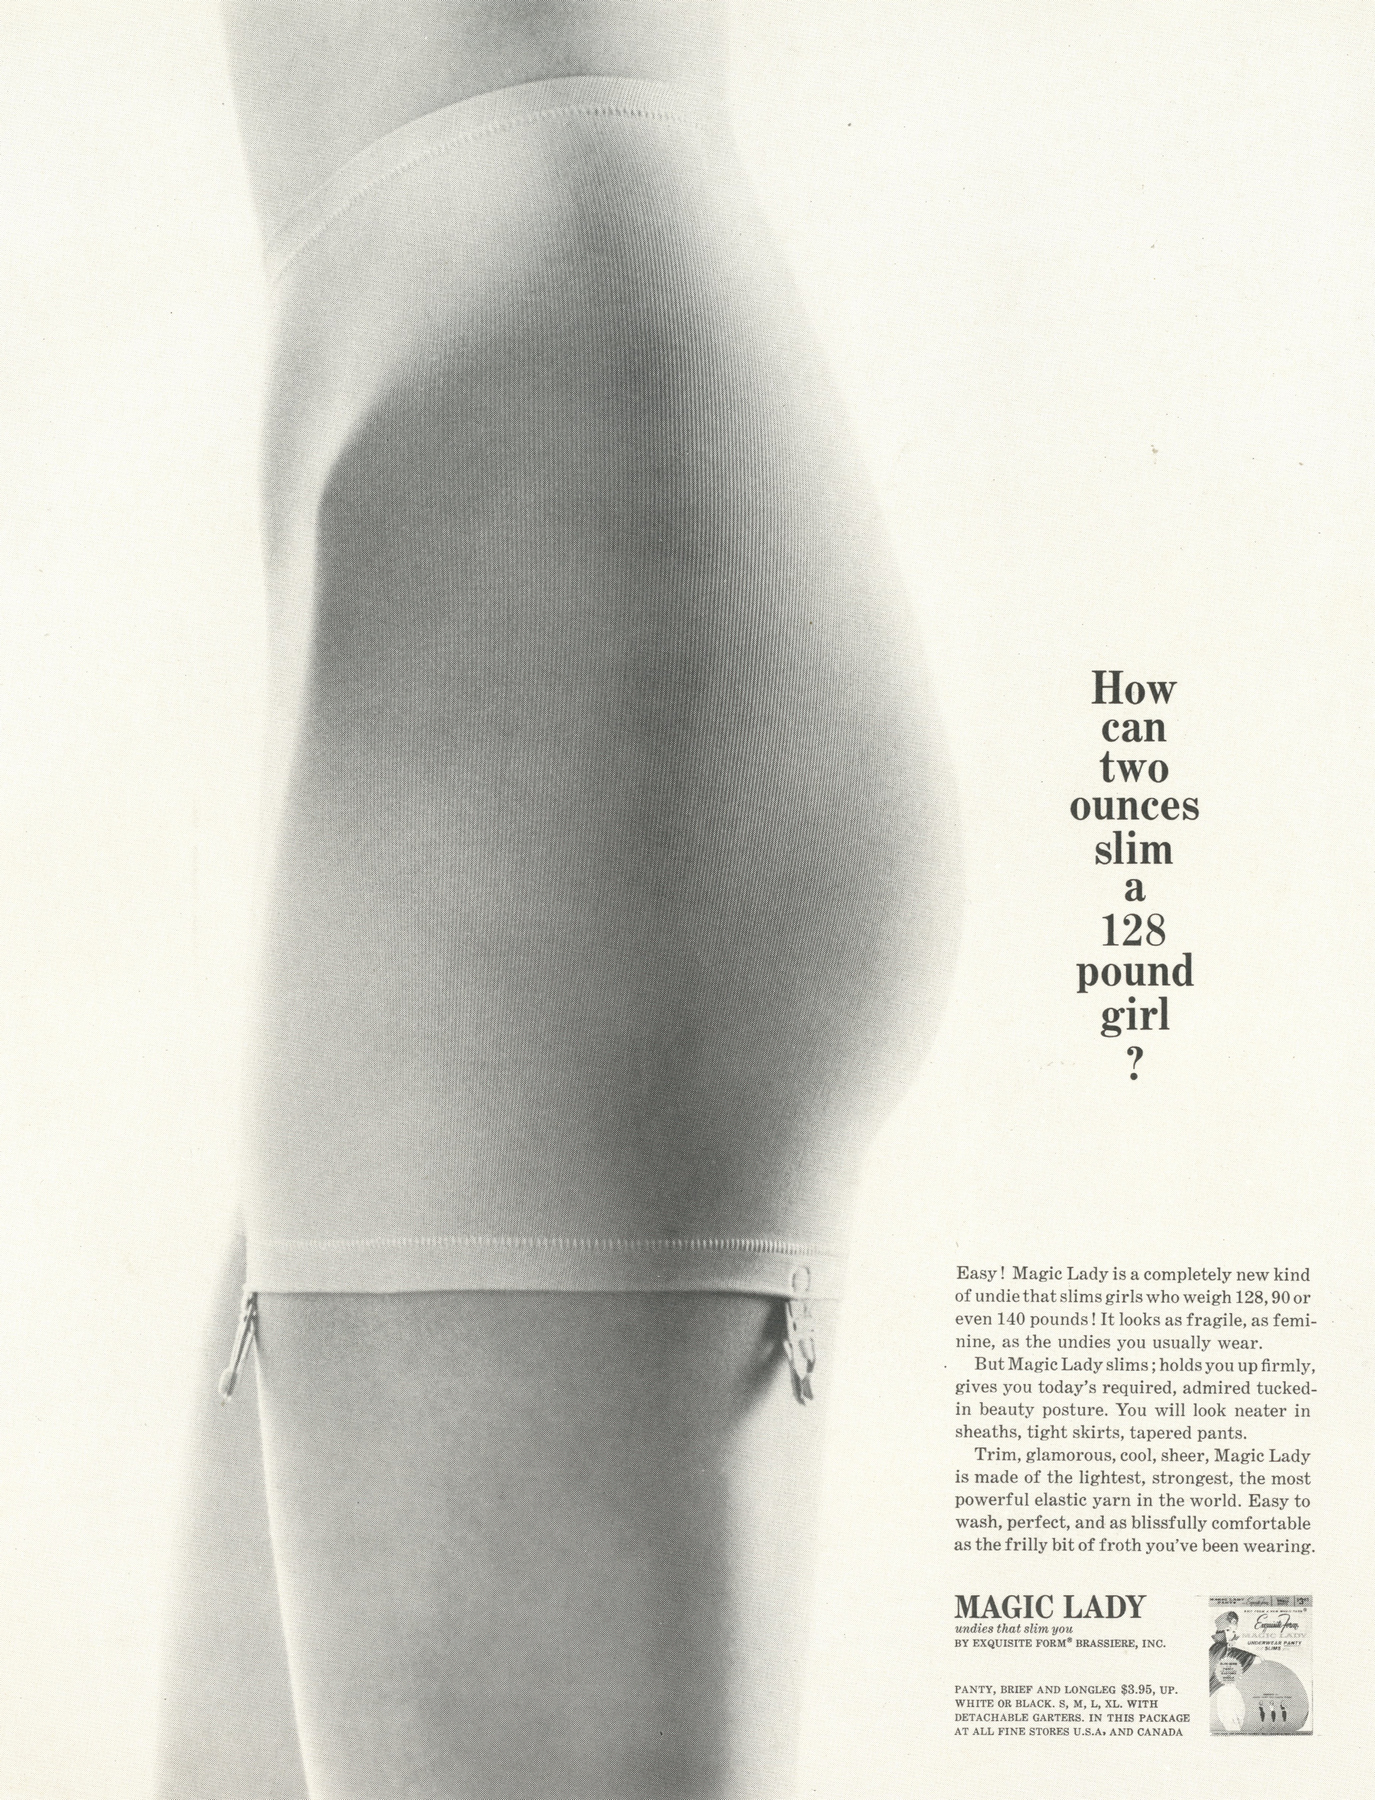 How
can
two
ounces
slim
a
128
pound
girl
?
Easy! Magic Lady is a completely new kind
of undie that slims girls who weigh 128, 90 or
even 140 pounds! It looks as fragile, as femi-
nine, as the undies you usually wear.
But Magic Lady slims; holds you up firmly,
gives you today's required, admired tucked-
in beauty posture. You will look neater in
sheaths, tight skirts, tapered pants.
Trim, glamorous, cool, sheer, Magic Lady
is made of the lightest, strongest, the most
powerful elastic yarn in the world. Easy to
wash, perfect, and as blissfully comfortable
as the frilly bit of froth you've been wearing.
MAGIC LADY
undies that slim you
BY EXQUISITE FORM® BRASSIERE, INC.
PANTY, BRIEF AND LONGLEG $3.95, UP.
WHITE OR BLACK. S, M, L, XL. WITH
DETACHABLE GARTERS. IN THIS PACKAGE
AT ALL FINE STORES U.S.A, AND CANADA
Exquisite Form
MAGIC LADY
UNDERWEAR PANTY
SLIMS